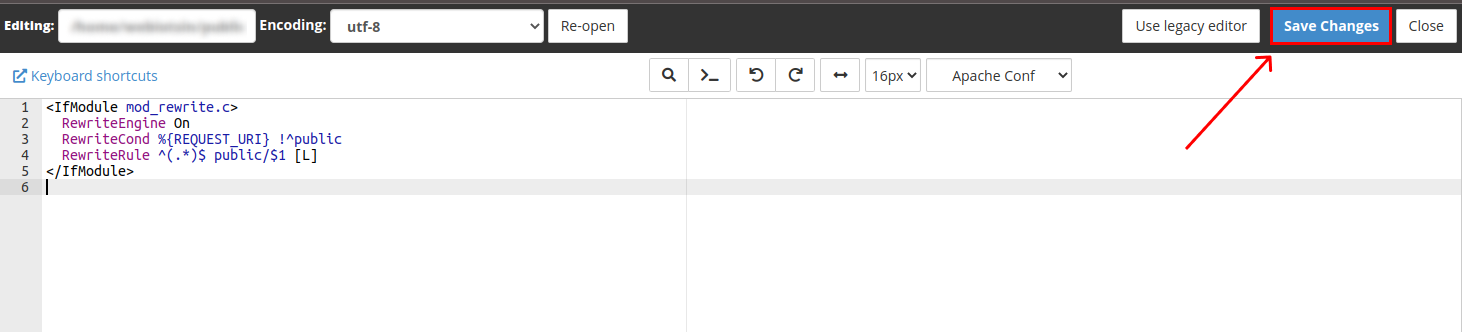 Editing: Encoding: utf-8 Re-open Use legacy editor Save Changes Close
Keyboard shortcuts 16px Apache Conf
1 <IfModule mod_rewrite.c>
2 RewriteEngine On
3 RewriteCond %{REQUEST_URI} !^public
4 RewriteRule ^(.*)$ public/$1 [L]
5 </IfModule>
6